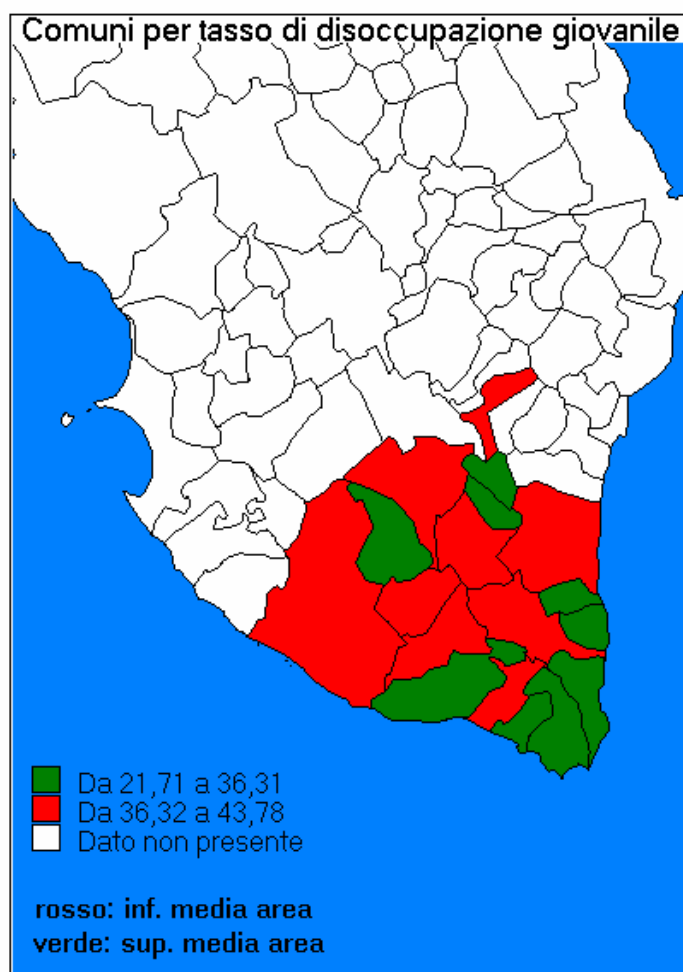 Comuni per tasso di disoccupazione giovanile
Da 21,71 a 36,31
Da 36,32 a 43,78
Dato non presente
rosso: inf. media area
verde: sup. media area